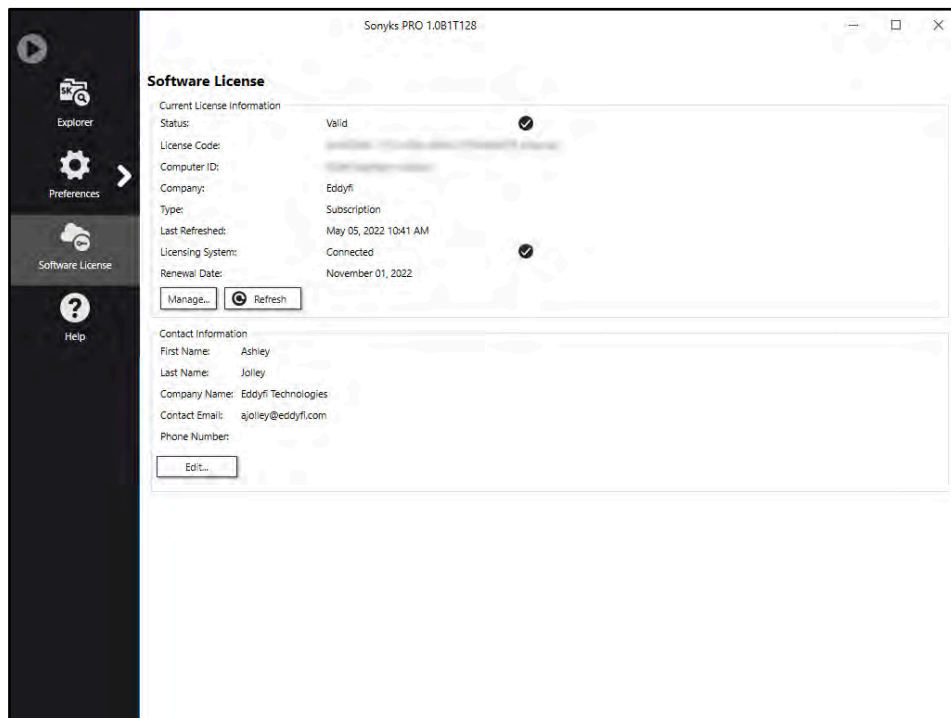 Sonyks PRO 1.0B1T128
SK
Explorer
Preferences
Software License
Help
Software License
Current License Information
Status: Valid
License Code:
Computer ID:
Company: Eddyfi
Type: Subscription
Last Refreshed: May 05, 2022 10:41 AM
Licensing System: Connected
Renewal Date: November 01, 2022
Manage... Refresh
Contact Information
First Name: Ashley
Last Name: Jolley
Company Name: Eddyfi Technologies
Contact Email: ajolley@eddyfi.com
Phone Number:
Edit...